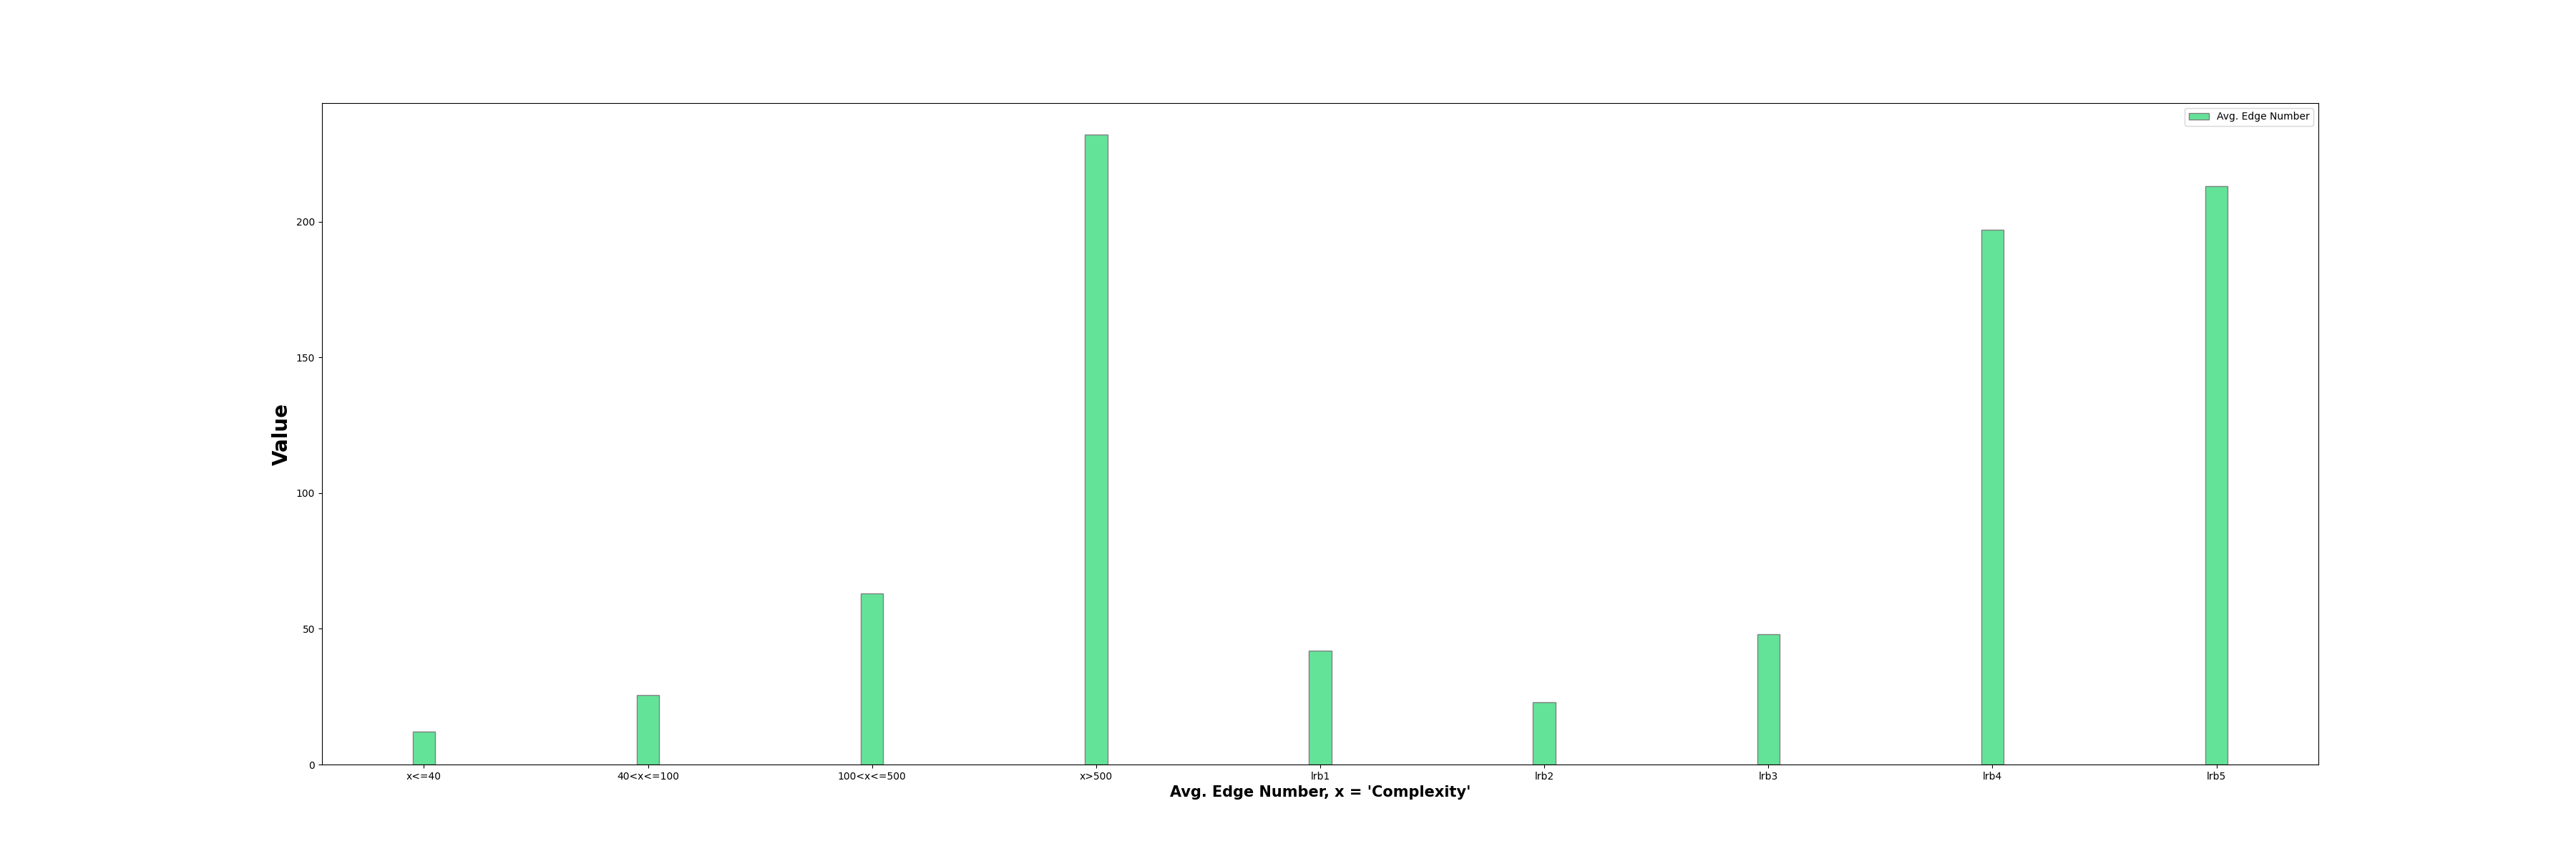 Avg. Edge Number
200
150
100
50
0
Value
x<=40
40<x<=100
100<x<=500
x>500
lrb1
lrb2
lrb3
lrb4
lrb5
Avg. Edge Number, x = 'Complexity'